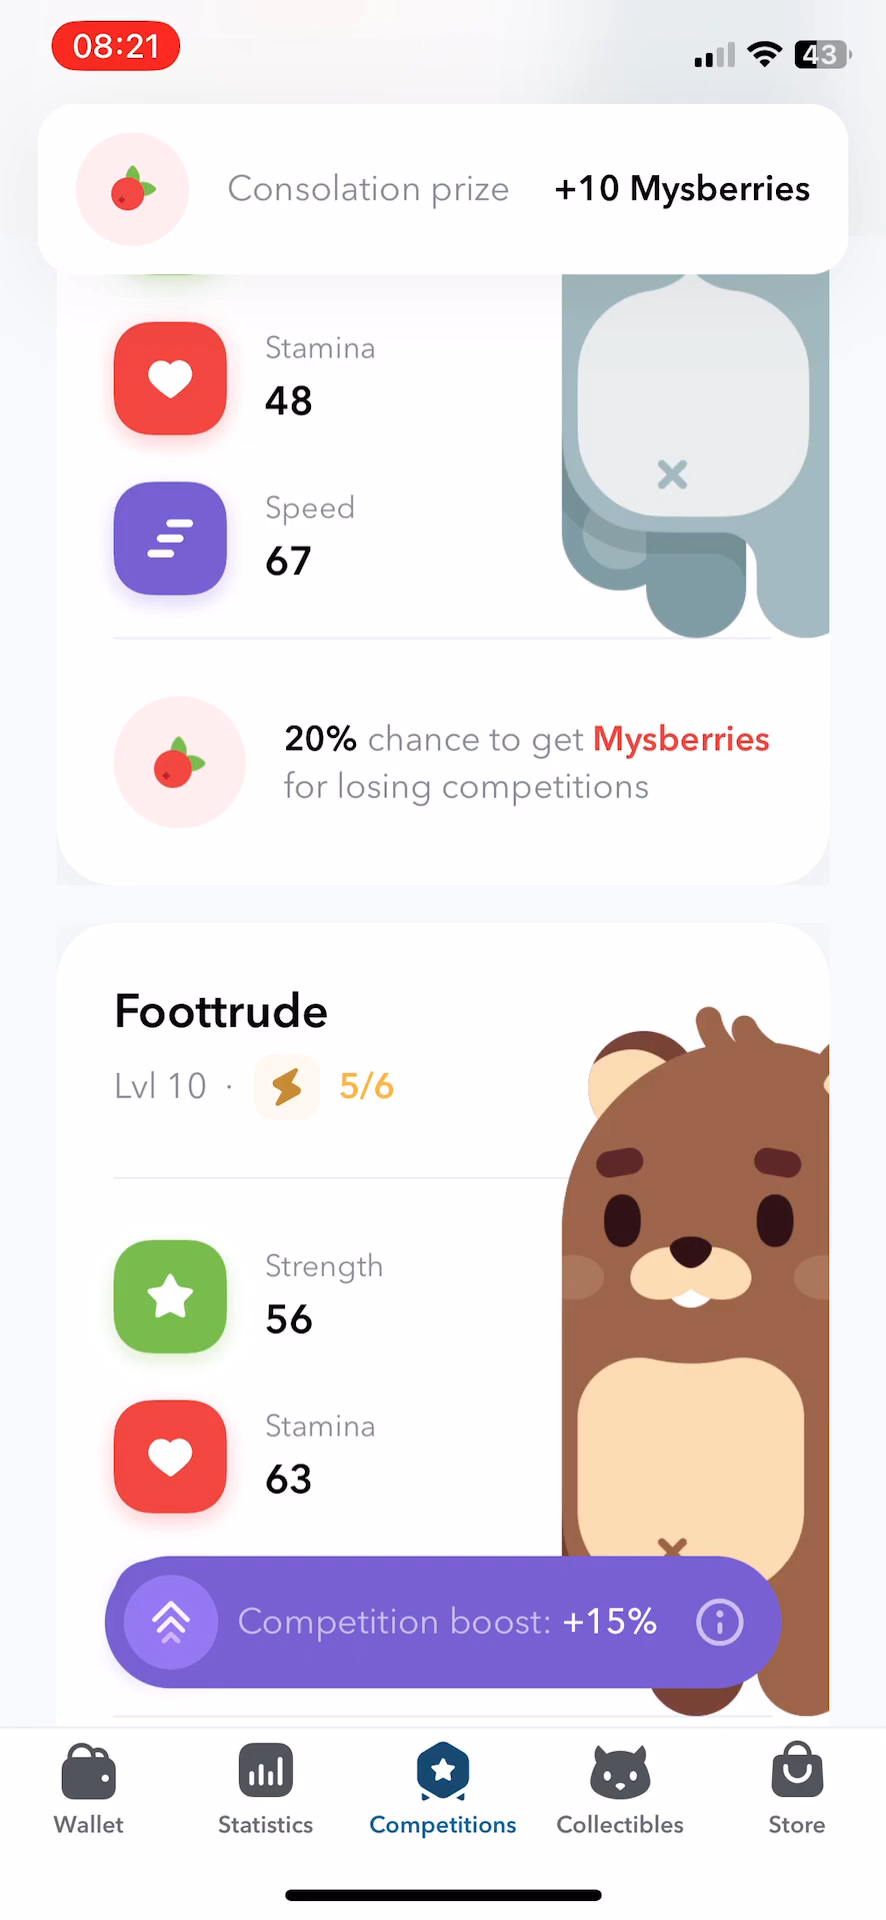 08:21
43
Consolation prize +10 Mysberries
Stamina
48
Speed
67
20% chance to get Mysberries
for losing competitions
Foottrude
Lvl 10 · 5/6
Strength
56
Stamina
63
Competition boost: +15%
Wallet Statistics Competitions Collectibles Store